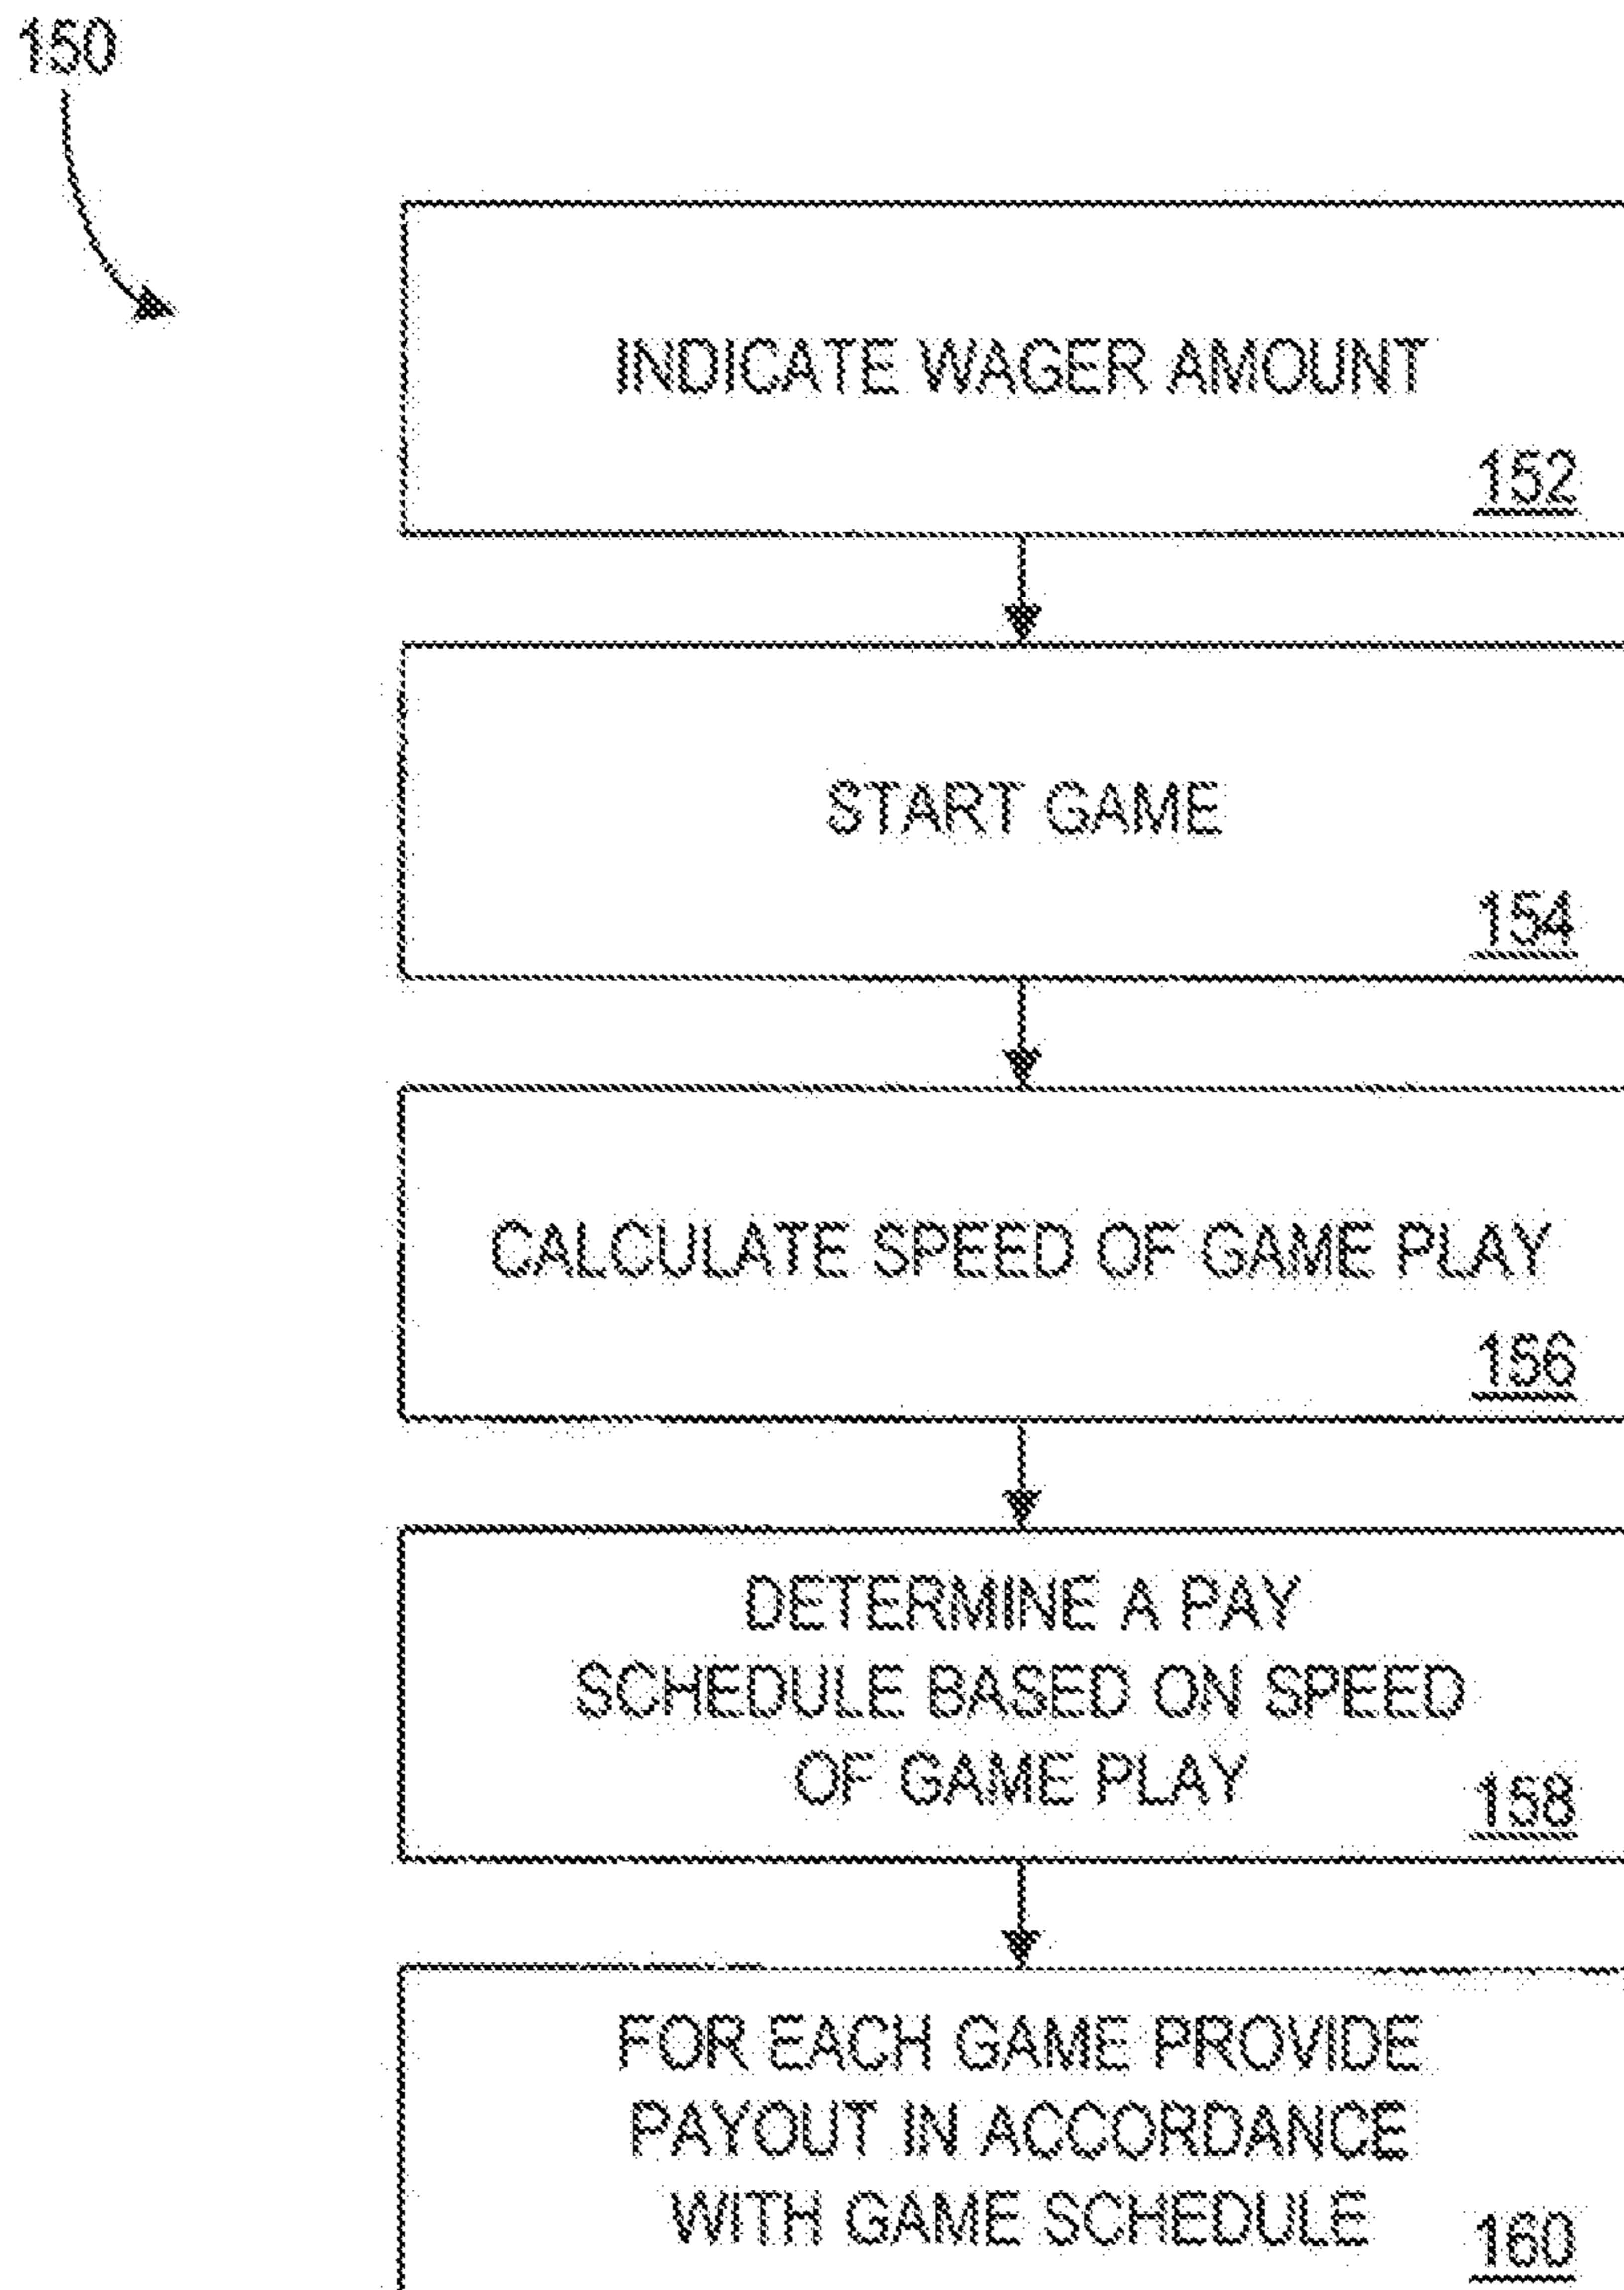 150
INDICATE WAGER AMOUNT
152
START GAME
154
CALCULATE SPEED OF GAME PLAY
156
DETERMINE A PAY
SCHEDULE BASED ON SPEED
OF GAME PLAY
158
FOR EACH GAME PROVIDE
PAYOUT IN ACCORDANCE
WITH GAME SCHEDULE
160